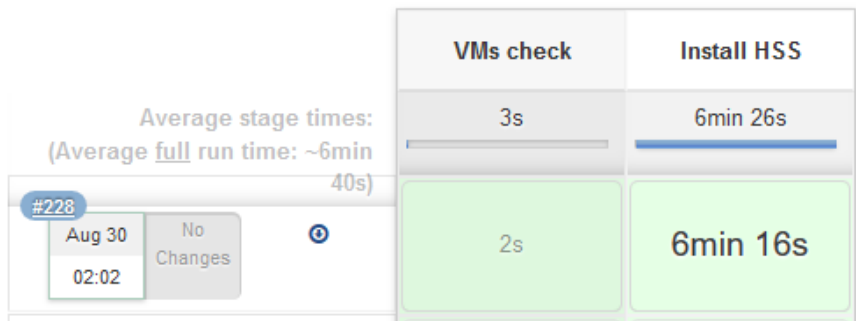 VMs check
Install HSS
Average stage times:
3s
6min 26s
(Average full run time: ~6min
40s)
#228
Aug 30
No
Changes
02:02
2s
6min 16s